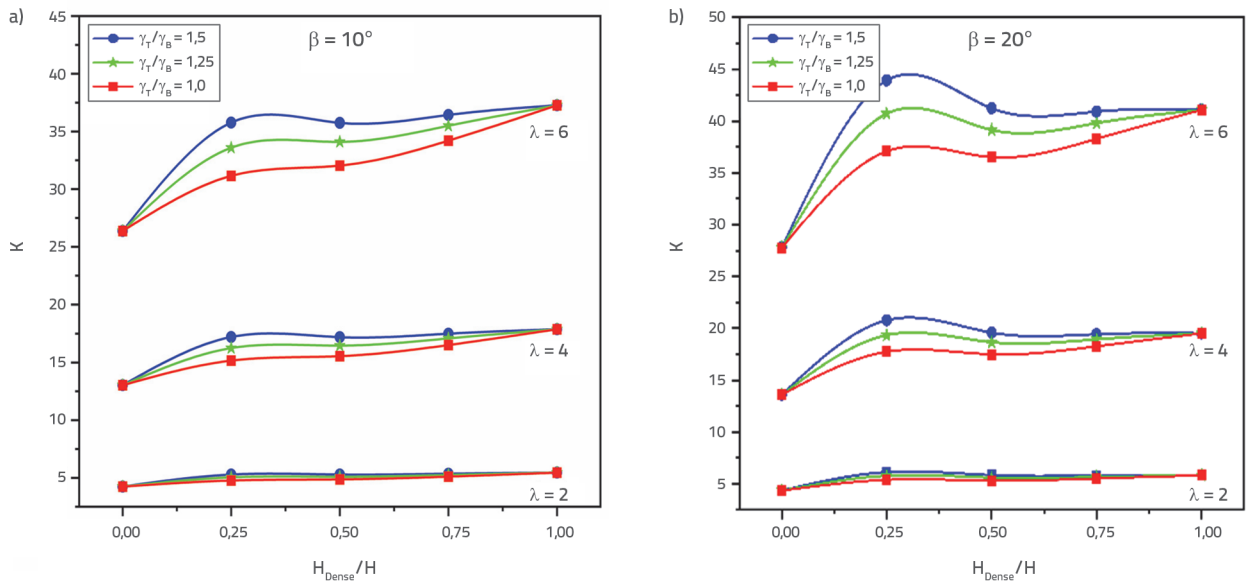 a)
45
40
35
30
25
20
15
10
5
K
γT/γB = 1,5
γT/γB = 1,25
γT/γB = 1,0
β = 10°
λ = 6
λ = 4
λ = 2
0,00 0,25 0,50 0,75 1,00
HDense/H
b)
50
45
40
35
30
25
20
15
10
5
K
γT/γB = 1,5
γT/γB = 1,25
γT/γB = 1,0
β = 20°
λ = 6
λ = 4
λ = 2
0,00 0,25 0,50 0,75 1,00
HDense/H